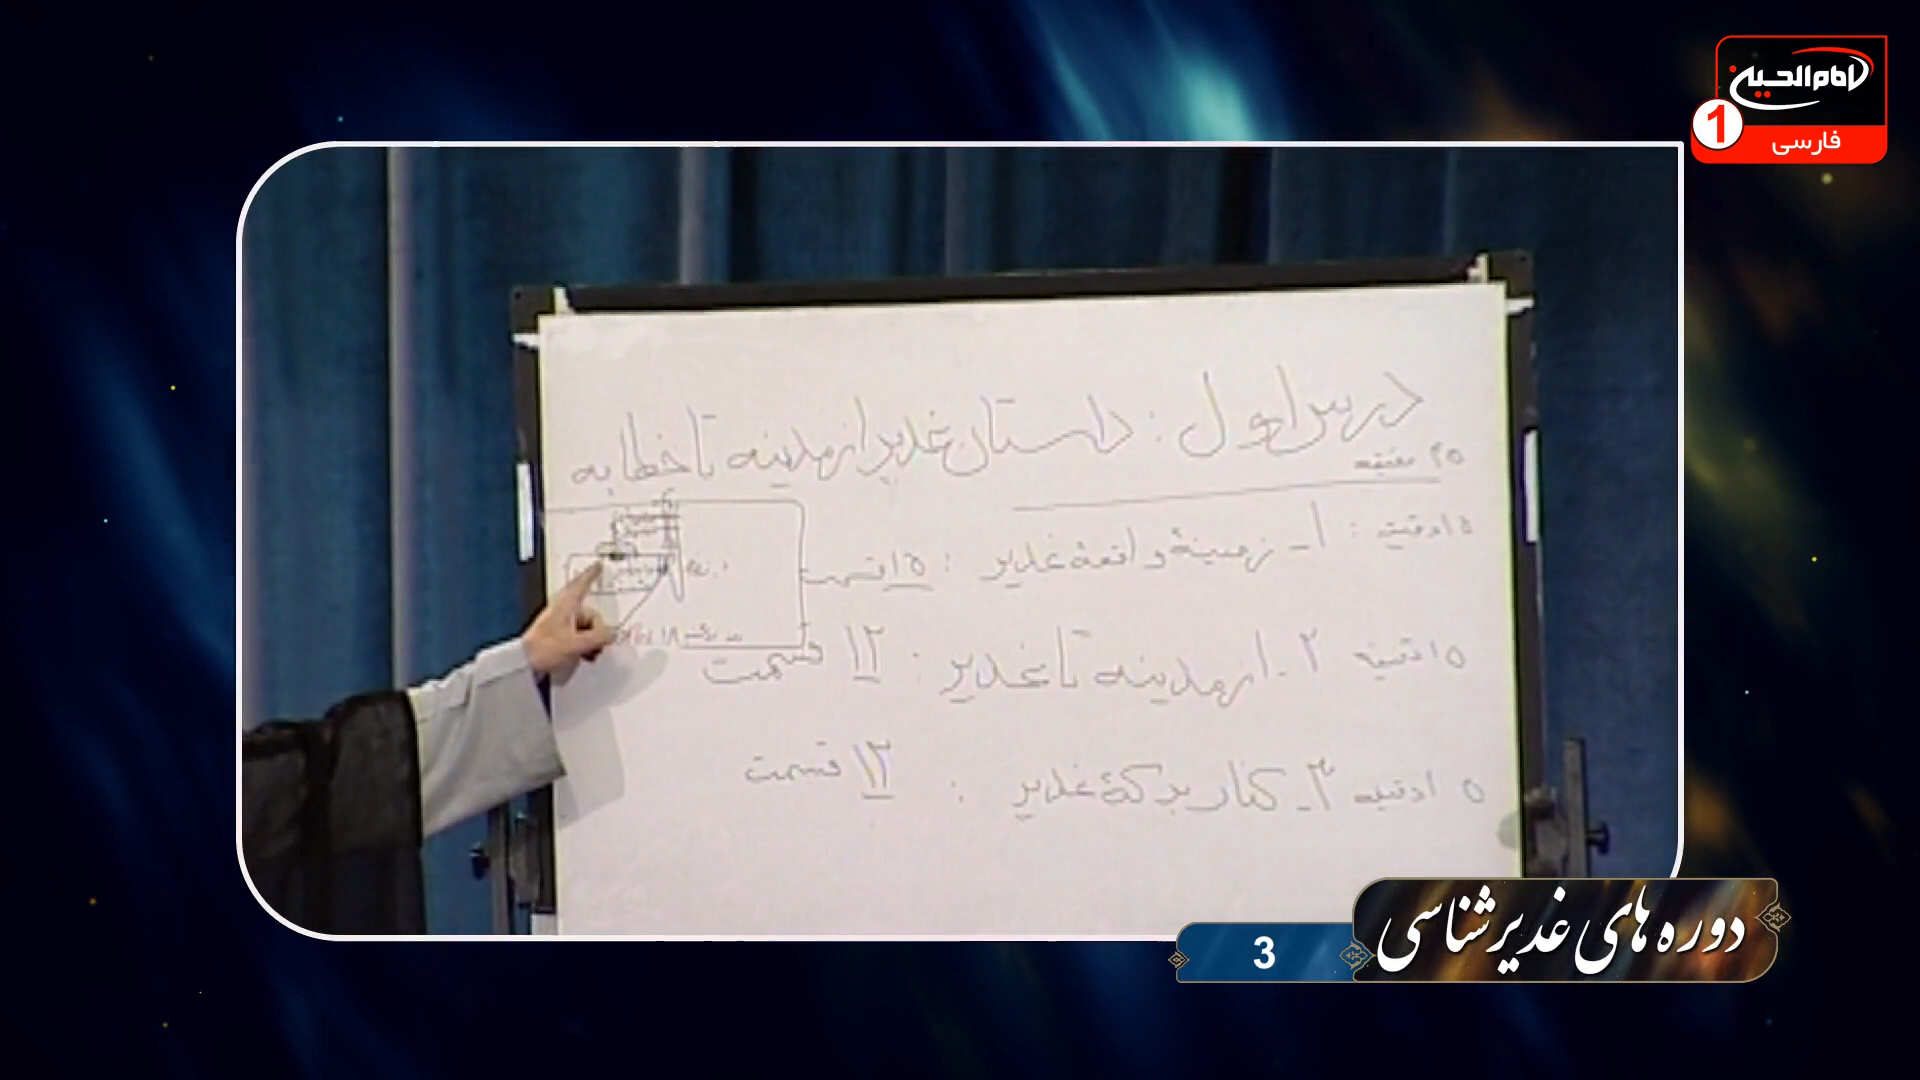 امام الحسین
1
فارسی
درس اول : داستان غدیر از مدینه تا خطابه
۴۵ دقیقه
۱۵ دقیقه : ۱ - زمینهٔ واقعهٔ غدیر : ۱۵ قسمت
۱۵ دقیقه ۲ - از مدینه تا غدیر : ۱۲ قسمت
۱۵ دقیقه ۳ - کنار برکهٔ غدیر : ۱۲ قسمت
دوره های غدیرشناسی
3